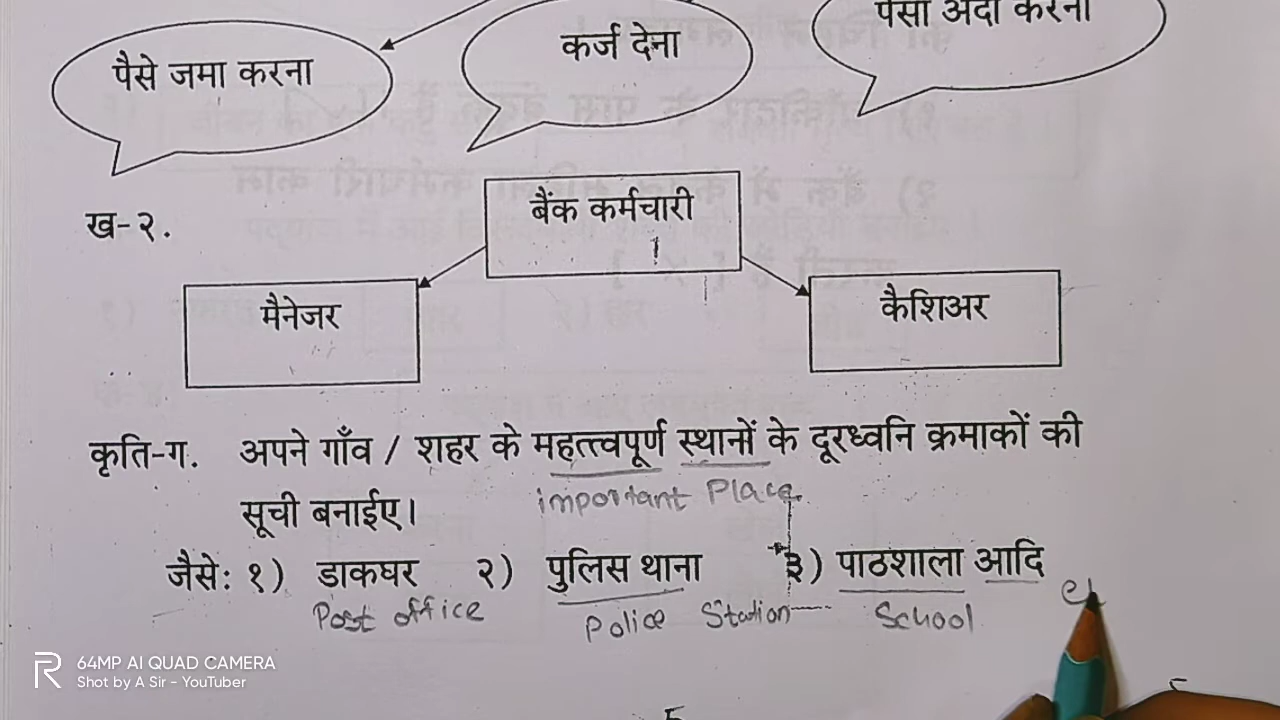 पैसा अदा करना
कर्ज देना
पैसे जमा करना
ख-२.
बैंक कर्मचारी
मैनेजर
कैशिअर
कृति-ग. अपने गाँव / शहर के महत्त्वपूर्ण स्थानों के दूरध्वनि क्रमाकों की
important Place
सूची बनाईए।
जैसेः १) डाकघर २) पुलिस थाना ३) पाठशाला आदि
Post office Police Station School
64MP AI QUAD CAMERA
Shot by A Sir - YouTuber